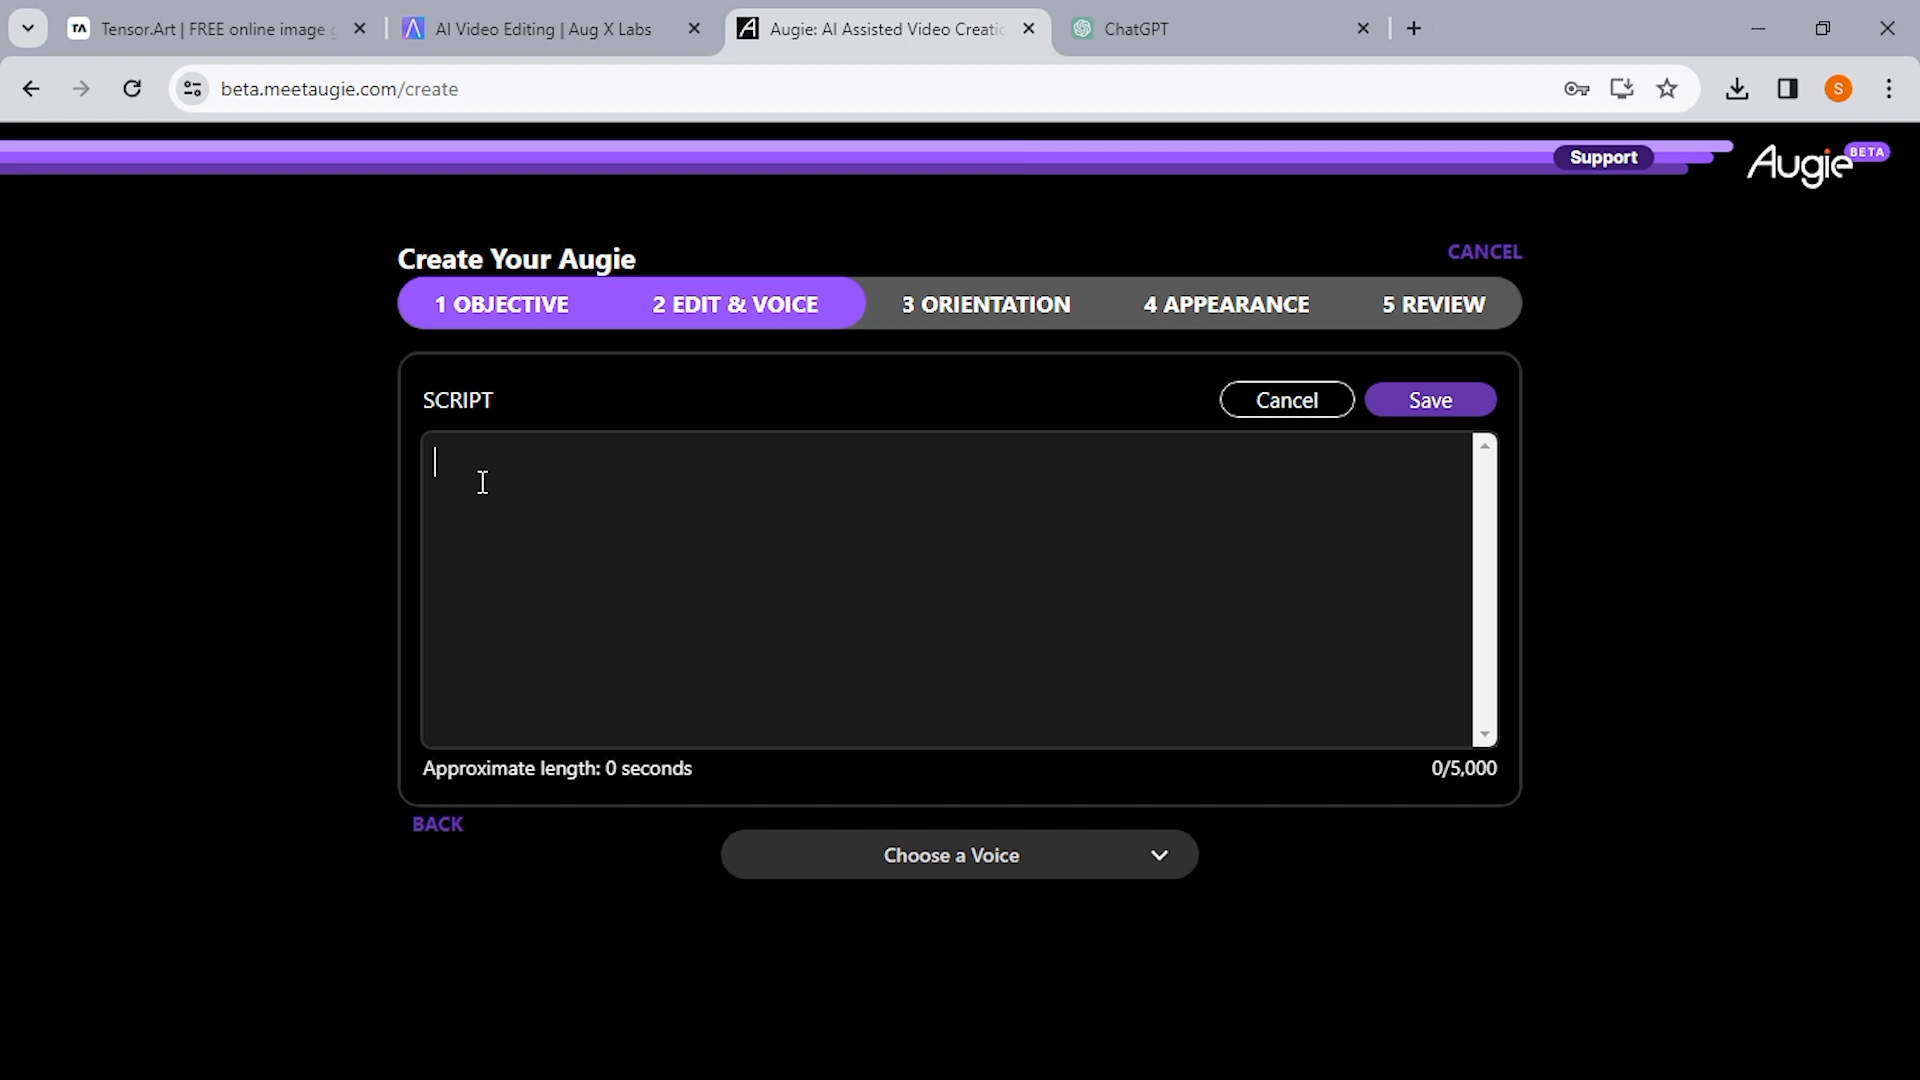 TA Tensor.Art | FREE online image g
AI Video Editing | Aug X Labs
Augie: AI Assisted Video Creatic
ChatGPT
beta.meetaugie.com/create
S
Support
Augie BETA
Create Your Augie
CANCEL
1 OBJECTIVE
2 EDIT & VOICE
3 ORIENTATION
4 APPEARANCE
5 REVIEW
SCRIPT
Cancel
Save
Approximate length: 0 seconds
0/5,000
BACK
Choose a Voice